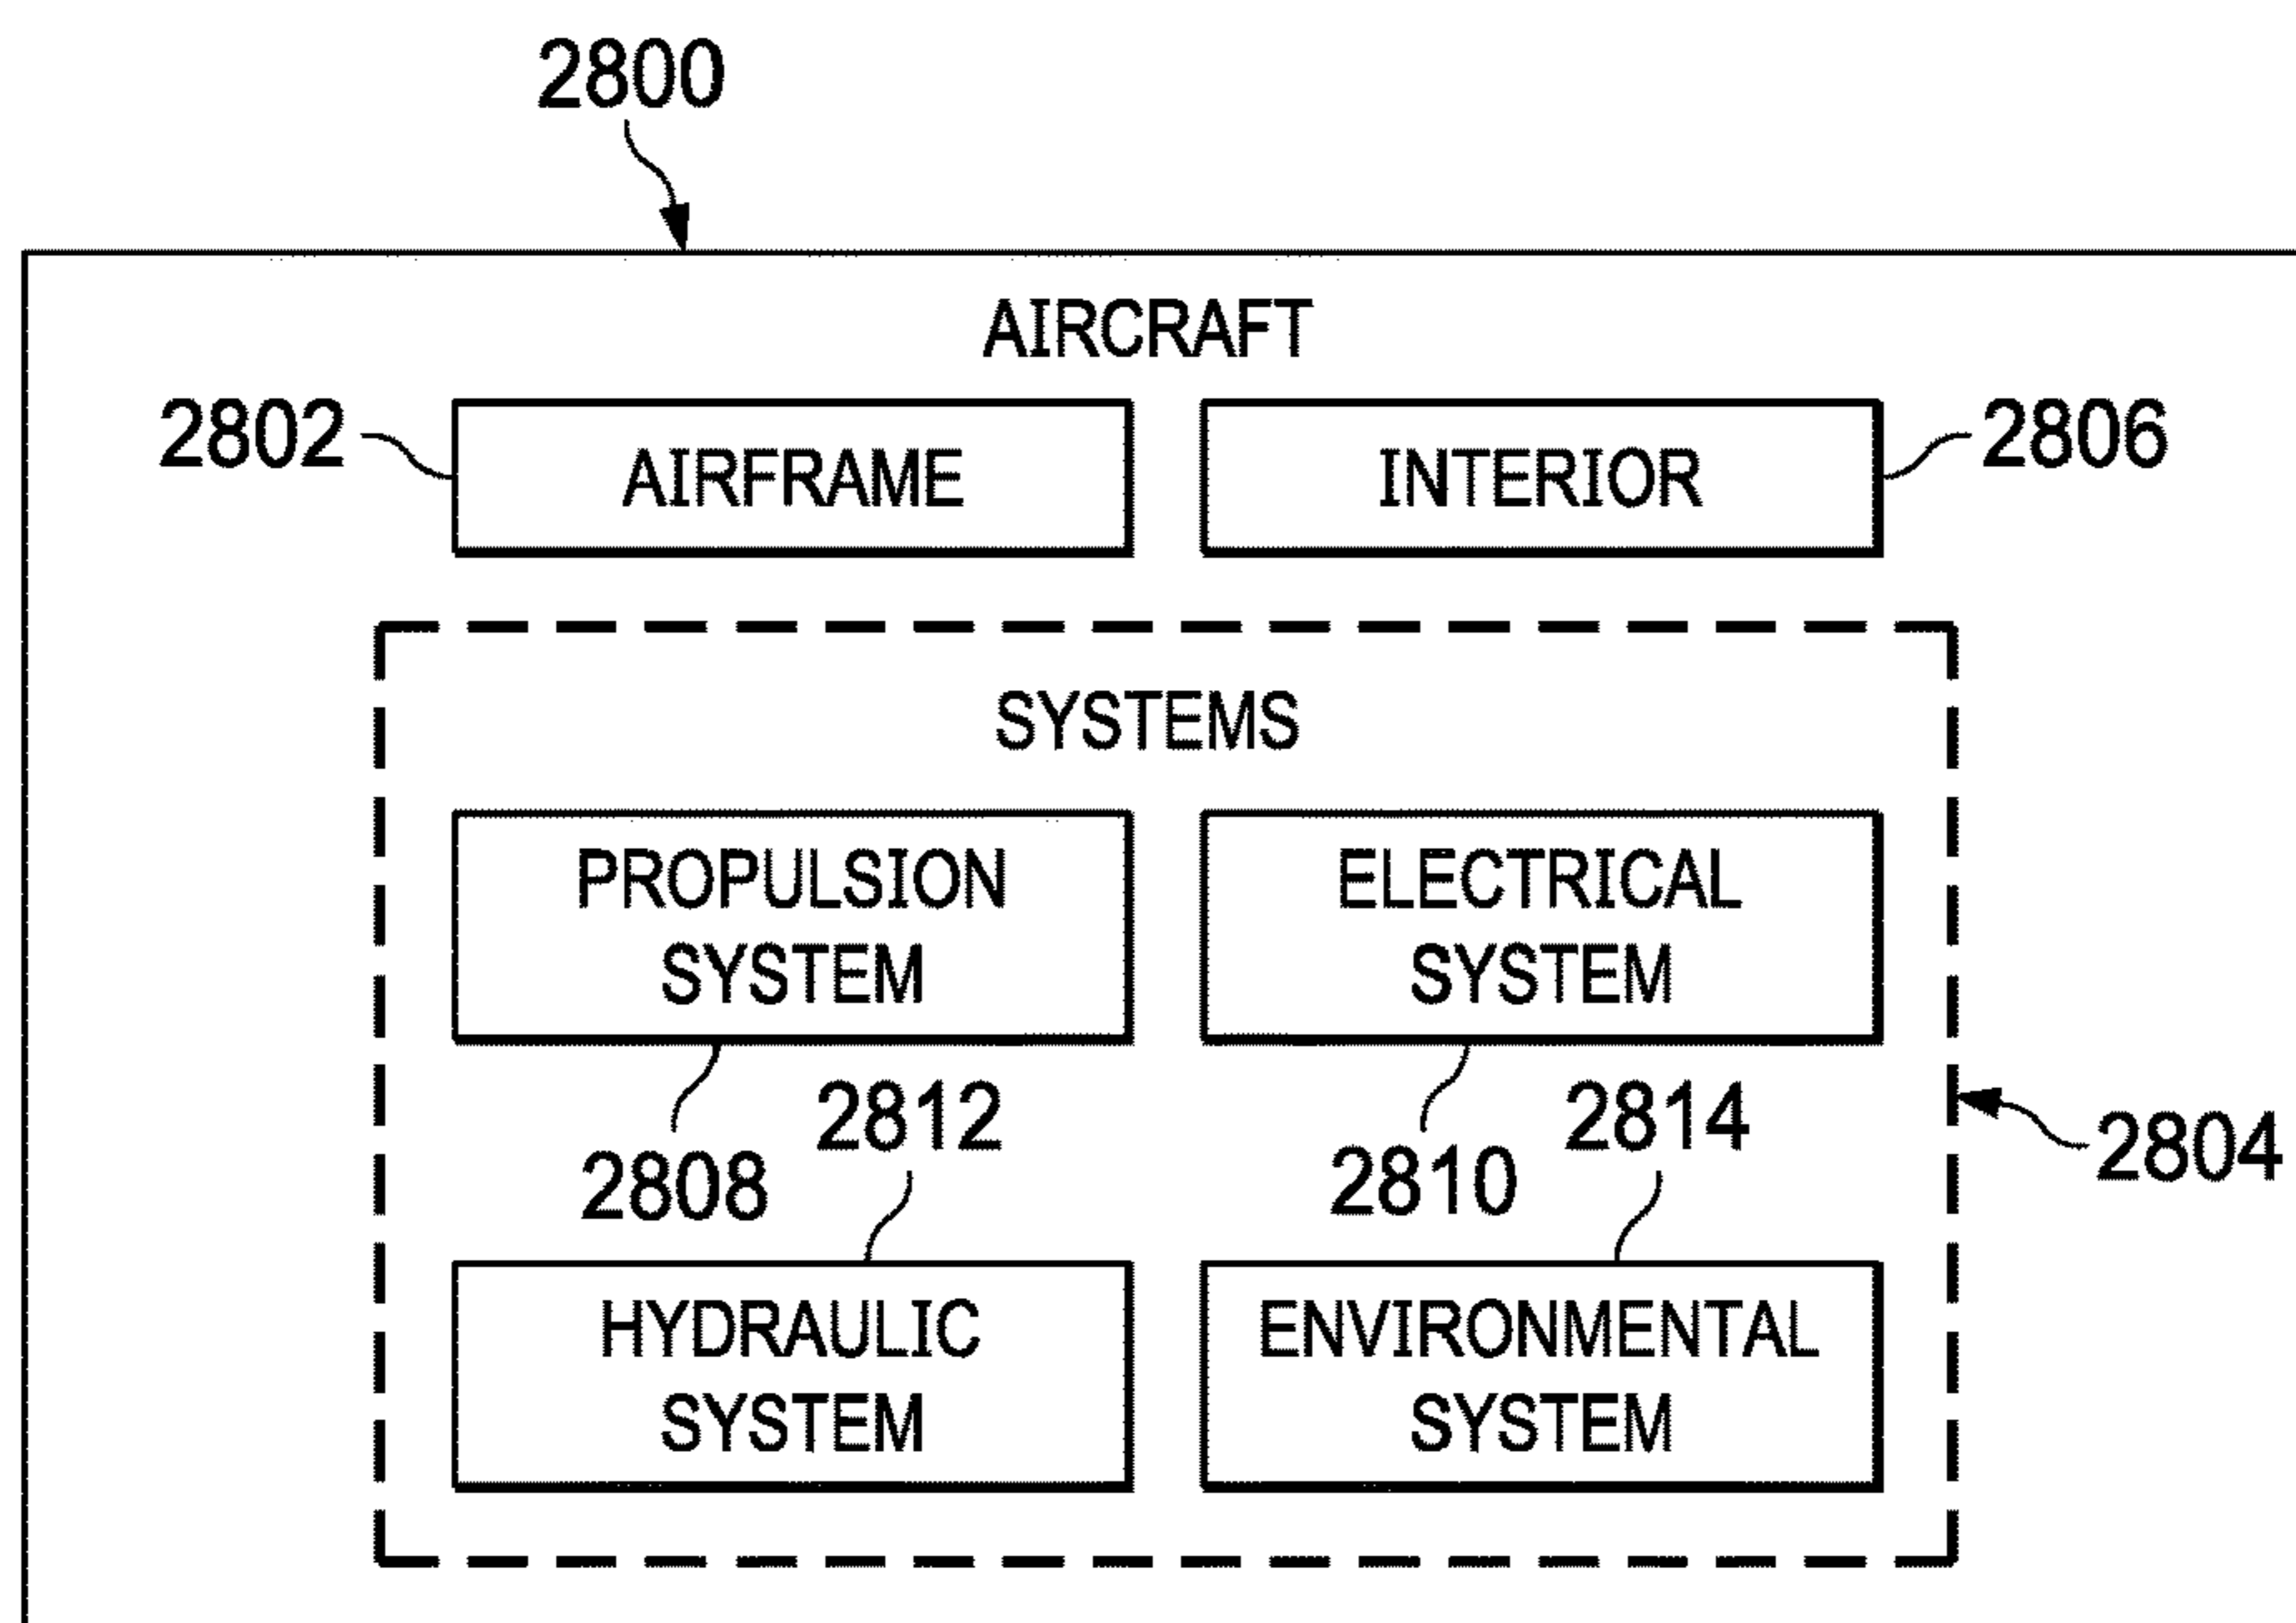 2800
AIRCRAFT
2802
AIRFRAME
INTERIOR
2806
SYSTEMS
PROPULSION
SYSTEM
ELECTRICAL
SYSTEM
2808
2812
2810
2814
2804
HYDRAULIC
SYSTEM
ENVIRONMENTAL
SYSTEM